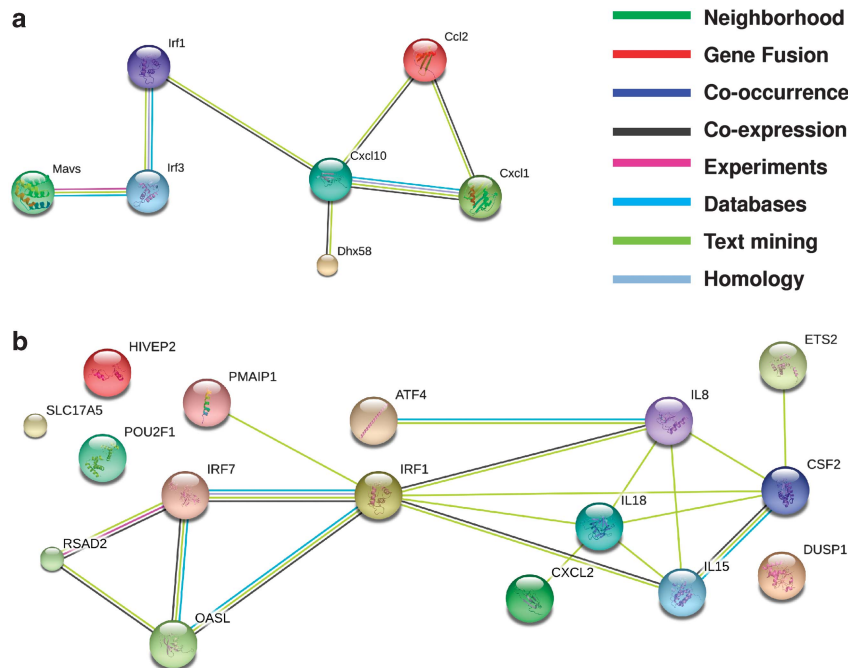 a
Irf1
Ccl2
Mavs
Irf3
Cxcl10
Cxcl1
Dhx58
Neighborhood
Gene Fusion
Co-occurrence
Co-expression
Experiments
Databases
Text mining
Homology
b
HIVEP2
ETS2
SLC17A5
PMAIP1
ATF4
IL8
POU2F1
IRF7
IRF1
IL18
CSF2
RSAD2
CXCL2
IL15
DUSP1
OASL